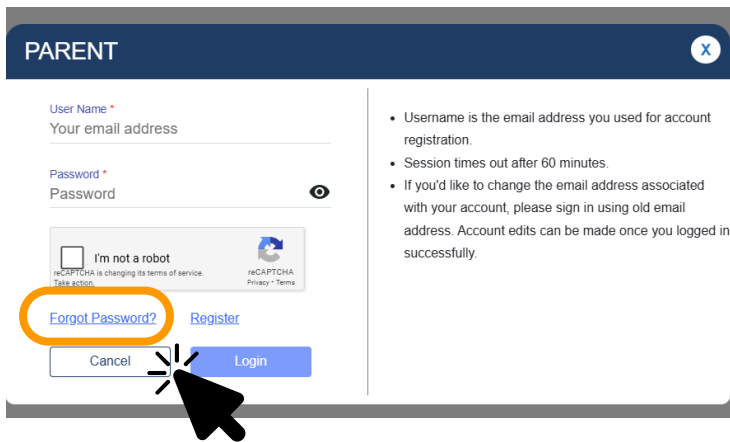 PARENT
X
User Name *
Your email address
Password *
Password
I'm not a robot
reCAPTCHA is changing its terms of service.
Take action.
reCAPTCHA
Privacy • Terms
Forgot Password?
Register
Cancel
Login
• Username is the email address you used for account
registration.
• Session times out after 60 minutes.
• If you'd like to change the email address associated
with your account, please sign in using old email
address. Account edits can be made once you logged in
successfully.